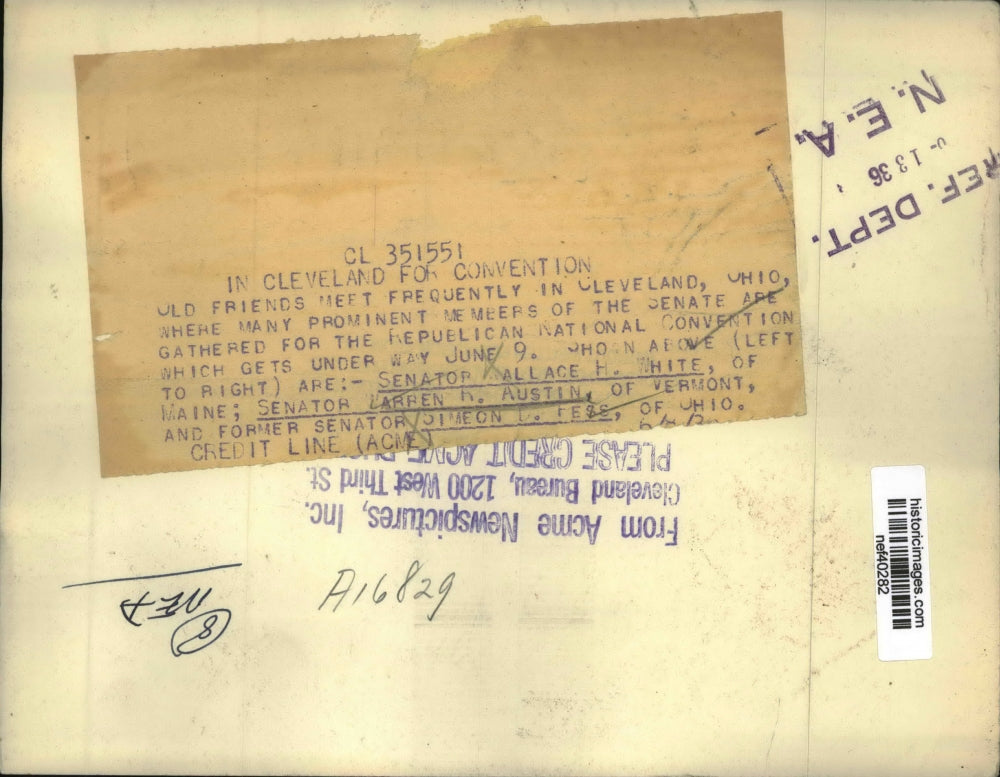 CL 351551
IN CLEVELAND FOR CONVENTION
OLD FRIENDS MEET FREQUENTLY IN CLEVELAND, OHIO,
WHERE MANY PROMINENT MEMBERS OF THE SENATE ARE
GATHERED FOR THE REPUBLICAN NATIONAL CONVENTION
WHICH GETS UNDER WAY JUNE 9. SHOWN ABOVE (LEFT
TO RIGHT) ARE:- SENATOR WALLACE H. WHITE, OF
MAINE; SENATOR WARREN R. AUSTIN, OF VERMONT,
AND FORMER SENATOR SIMEON D. FESS, OF OHIO.
CREDIT LINE (ACME)
From Acme Newspictures, Inc.
Cleveland Bureau, 1200 West Third St.
PLEASE CREDIT ACME
N. E. A.
13 36
REF. DEPT.
A16829
8
NEA
historicimages.com
nef40282